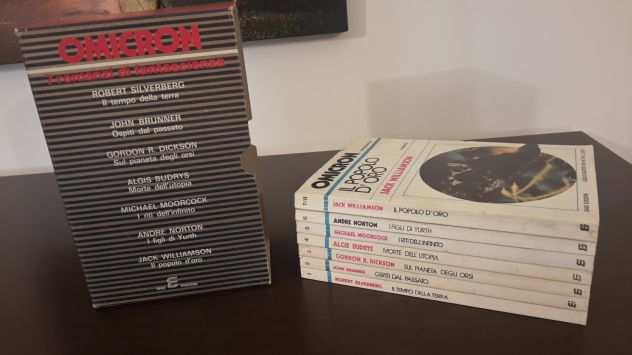 OMICRON
I romanzi di fantascienza
ROBERT SILVERBERG
Il tempo della terra
JOHN BRUNNER
Ospiti dal passato
GORDON R. DICKSON
Sul pianeta degli orsi
ALGIS BUDRYS
Morte dell'utopia
MICHAEL MOORCOCK
I riti dell'infinito
ANDRE NORTON
I figli di Yurth
JACK WILLIAMSON
Il popolo d'oro
OMICRON
IL POPOLO
D'ORO
JACK WILLIAMSON
JACK WILLIAMSON IL POPOLO D'ORO
ANDRE NORTON I FIGLI DI YURTH
MICHAEL MOORCOCK I RITI DELL'INFINITO
ALGIS BUDRYS MORTE DELL'UTOPIA
GORDON R. DICKSON SUL PIANETA DEGLI ORSI
JOHN BRUNNER OSPITI DAL PASSATO
ROBERT SILVERBERG IL TEMPO DELLA TERRA